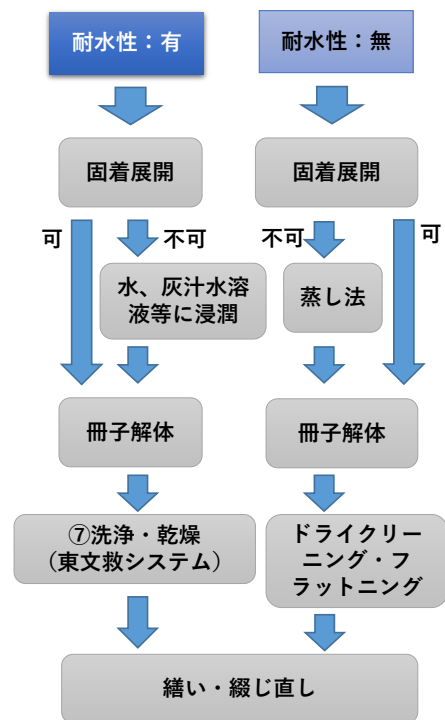 耐水性：有
耐水性：無
固着展開
固着展開
可
不可
不可
可
水、灰汁水溶
液等に浸潤
蒸し法
冊子解体
冊子解体
⑦洗浄・乾燥
（東文救システム）
ドライクリー
ニング・フ
ラットニング
繕い・綴じ直し